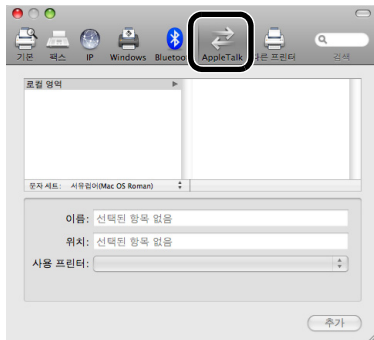 기본 팩스 IP Windows Bluetoo AppleTalk 다른 프린터 검색
로컬 영역
문자 세트: 서유럽어(Mac OS Roman)
이름: 선택된 항목 없음
위치: 선택된 항목 없음
사용 프린터:
추가